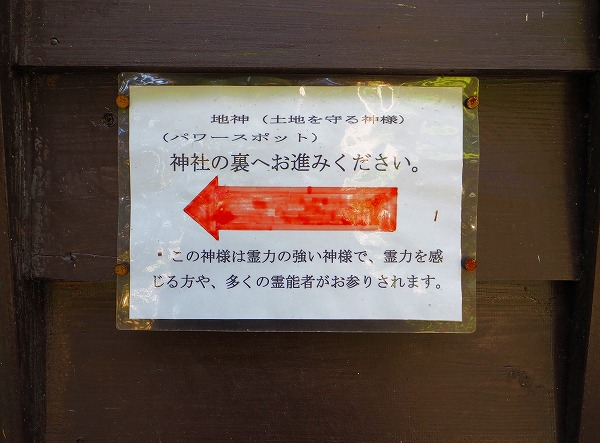 地神（土地を守る神様）
（パワースポット）
神社の裏へお進みください。
・この神様は霊力の強い神様で、霊力を感
じる方や、多くの霊能者がお参りされます。